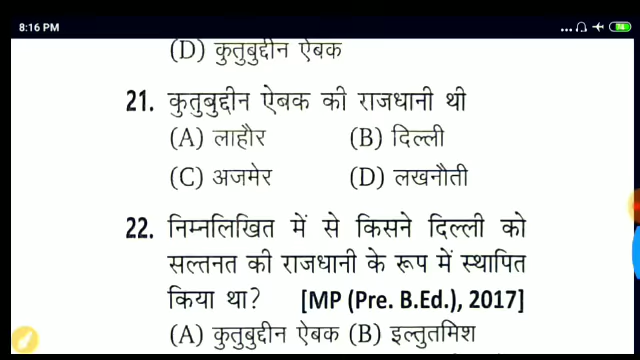 8:16 PM
(D) कुतुबुद्दीन ऐबक
21. कुतुबुद्दीन ऐबक की राजधानी थी
(A) लाहौर (B) दिल्ली
(C) अजमेर (D) लखनौती
22. निम्नलिखित में से किसने दिल्ली को
सल्तनत की राजधानी के रूप में स्थापित
किया था? [MP (Pre. B.Ed.), 2017]
(A) कुतुबुद्दीन ऐबक (B) इल्तुतमिश